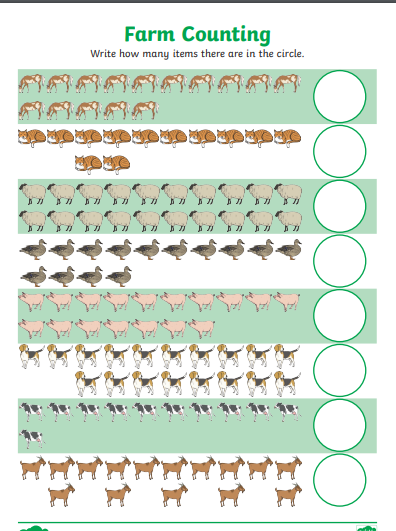 Farm Counting
Write how many items there are in the circle.